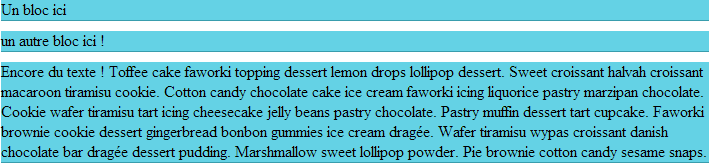 Un bloc ici
un autre bloc ici !
Encore du texte ! Toffee cake faworki topping dessert lemon drops lollipop dessert. Sweet croissant halvah croissant
macaroon tiramisu cookie. Cotton candy chocolate cake ice cream faworki icing liquorice pastry marzipan chocolate.
Cookie wafer tiramisu tart icing cheesecake jelly beans pastry chocolate. Pastry muffin dessert tart cupcake. Faworki
brownie cookie dessert gingerbread bonbon gummies ice cream dragée. Wafer tiramisu wypas croissant danish
chocolate bar dragée dessert pudding. Marshmallow sweet lollipop powder. Pie brownie cotton candy sesame snaps.